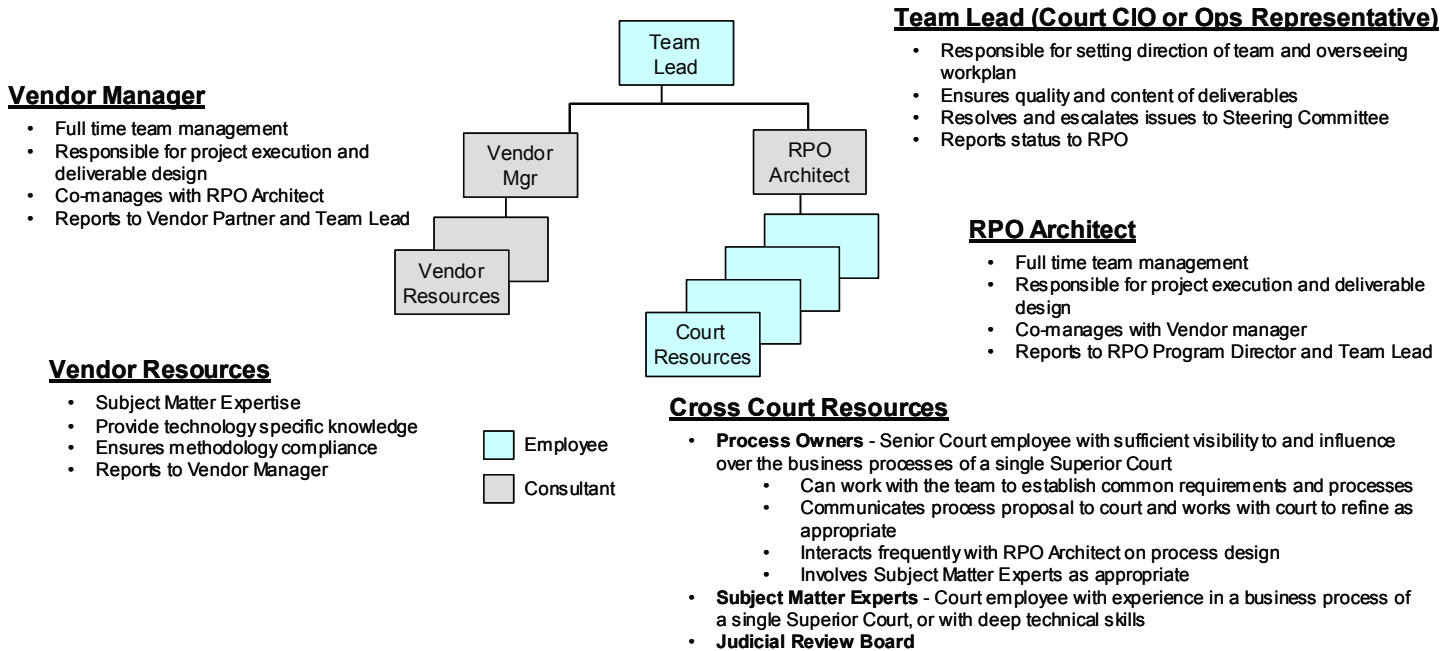 Team Lead (Court CIO or Ops Representative)
• Responsible for setting direction of team and overseeing
workplan
• Ensures quality and content of deliverables
• Resolves and escalates issues to Steering Committee
• Reports status to RPO
Team
Lead
Vendor Manager
• Full time team management
• Responsible for project execution and
deliverable design
• Co-manages with RPO Architect
• Reports to Vendor Partner and Team Lead
Vendor
Mgr
RPO
Architect
Vendor
Resources
Court
Resources
RPO Architect
• Full time team management
• Responsible for project execution and deliverable
design
• Co-manages with Vendor manager
• Reports to RPO Program Director and Team Lead
Vendor Resources
• Subject Matter Expertise
• Provide technology specific knowledge
• Ensures methodology compliance
• Reports to Vendor Manager
Employee
Consultant
Cross Court Resources
• Process Owners - Senior Court employee with sufficient visibility to and influence
over the business processes of a single Superior Court
• Can work with the team to establish common requirements and processes
• Communicates process proposal to court and works with court to refine as
appropriate
• Interacts frequently with RPO Architect on process design
• Involves Subject Matter Experts as appropriate
• Subject Matter Experts - Court employee with experience in a business process of
a single Superior Court, or with deep technical skills
• Judicial Review Board